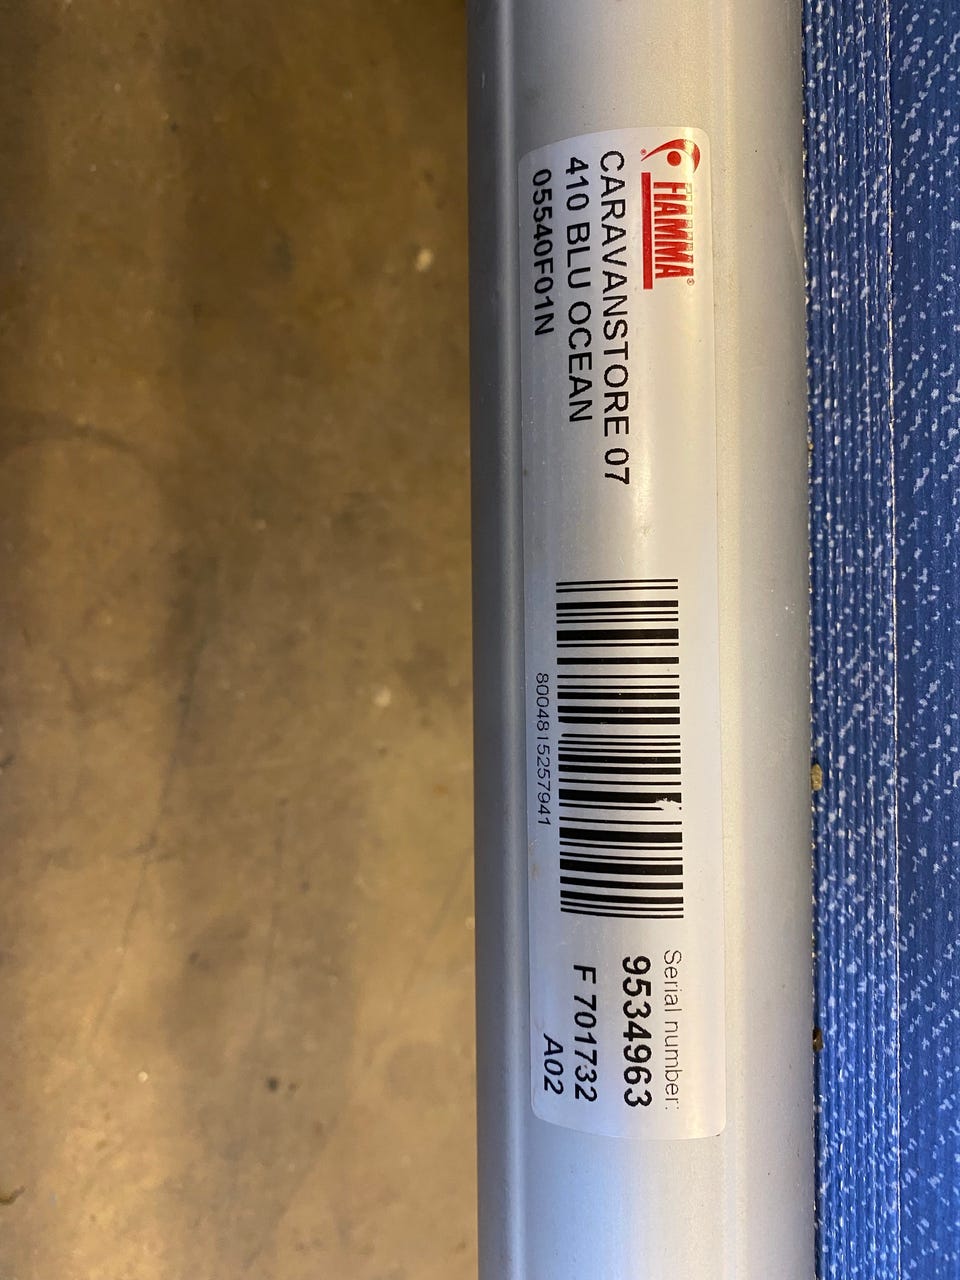 FIAMMA®
CARAVANSTORE 07
410 BLU OCEAN
05540F01N
8004815257941
Serial number:
9534963
F 701732
A02